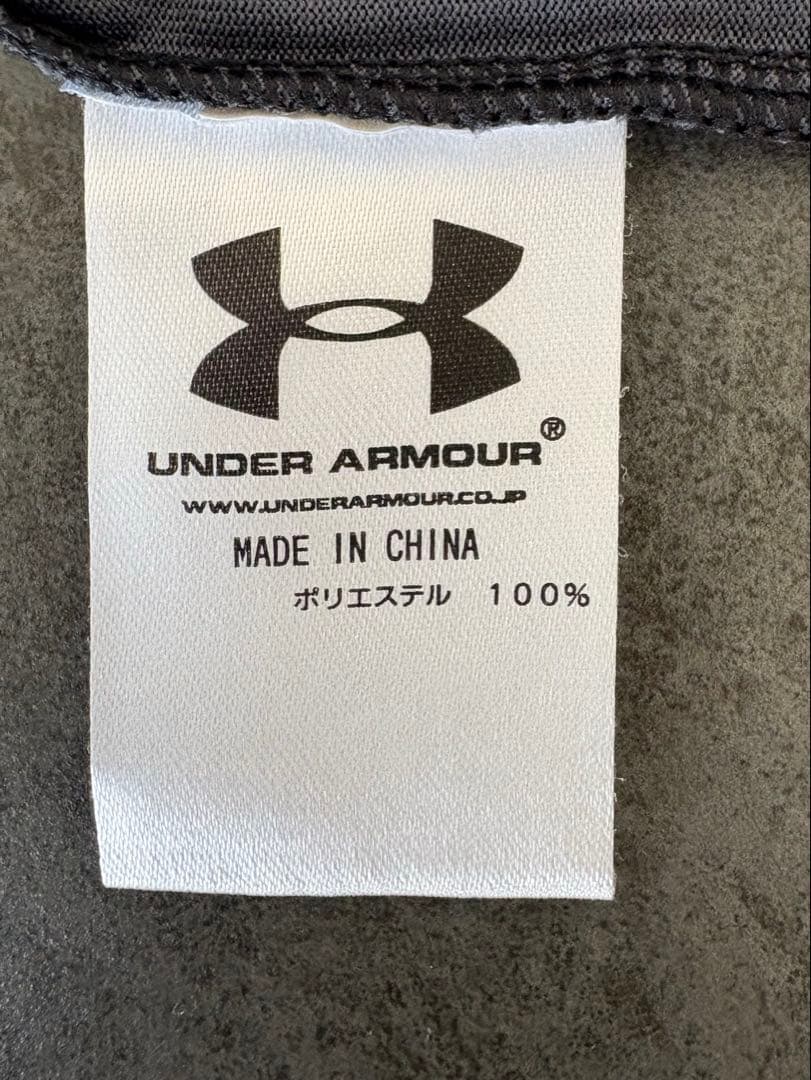 UNDER ARMOUR®
WWW.UNDERARMOUR.CO.JP
MADE IN CHINA
ポリエステル 100%